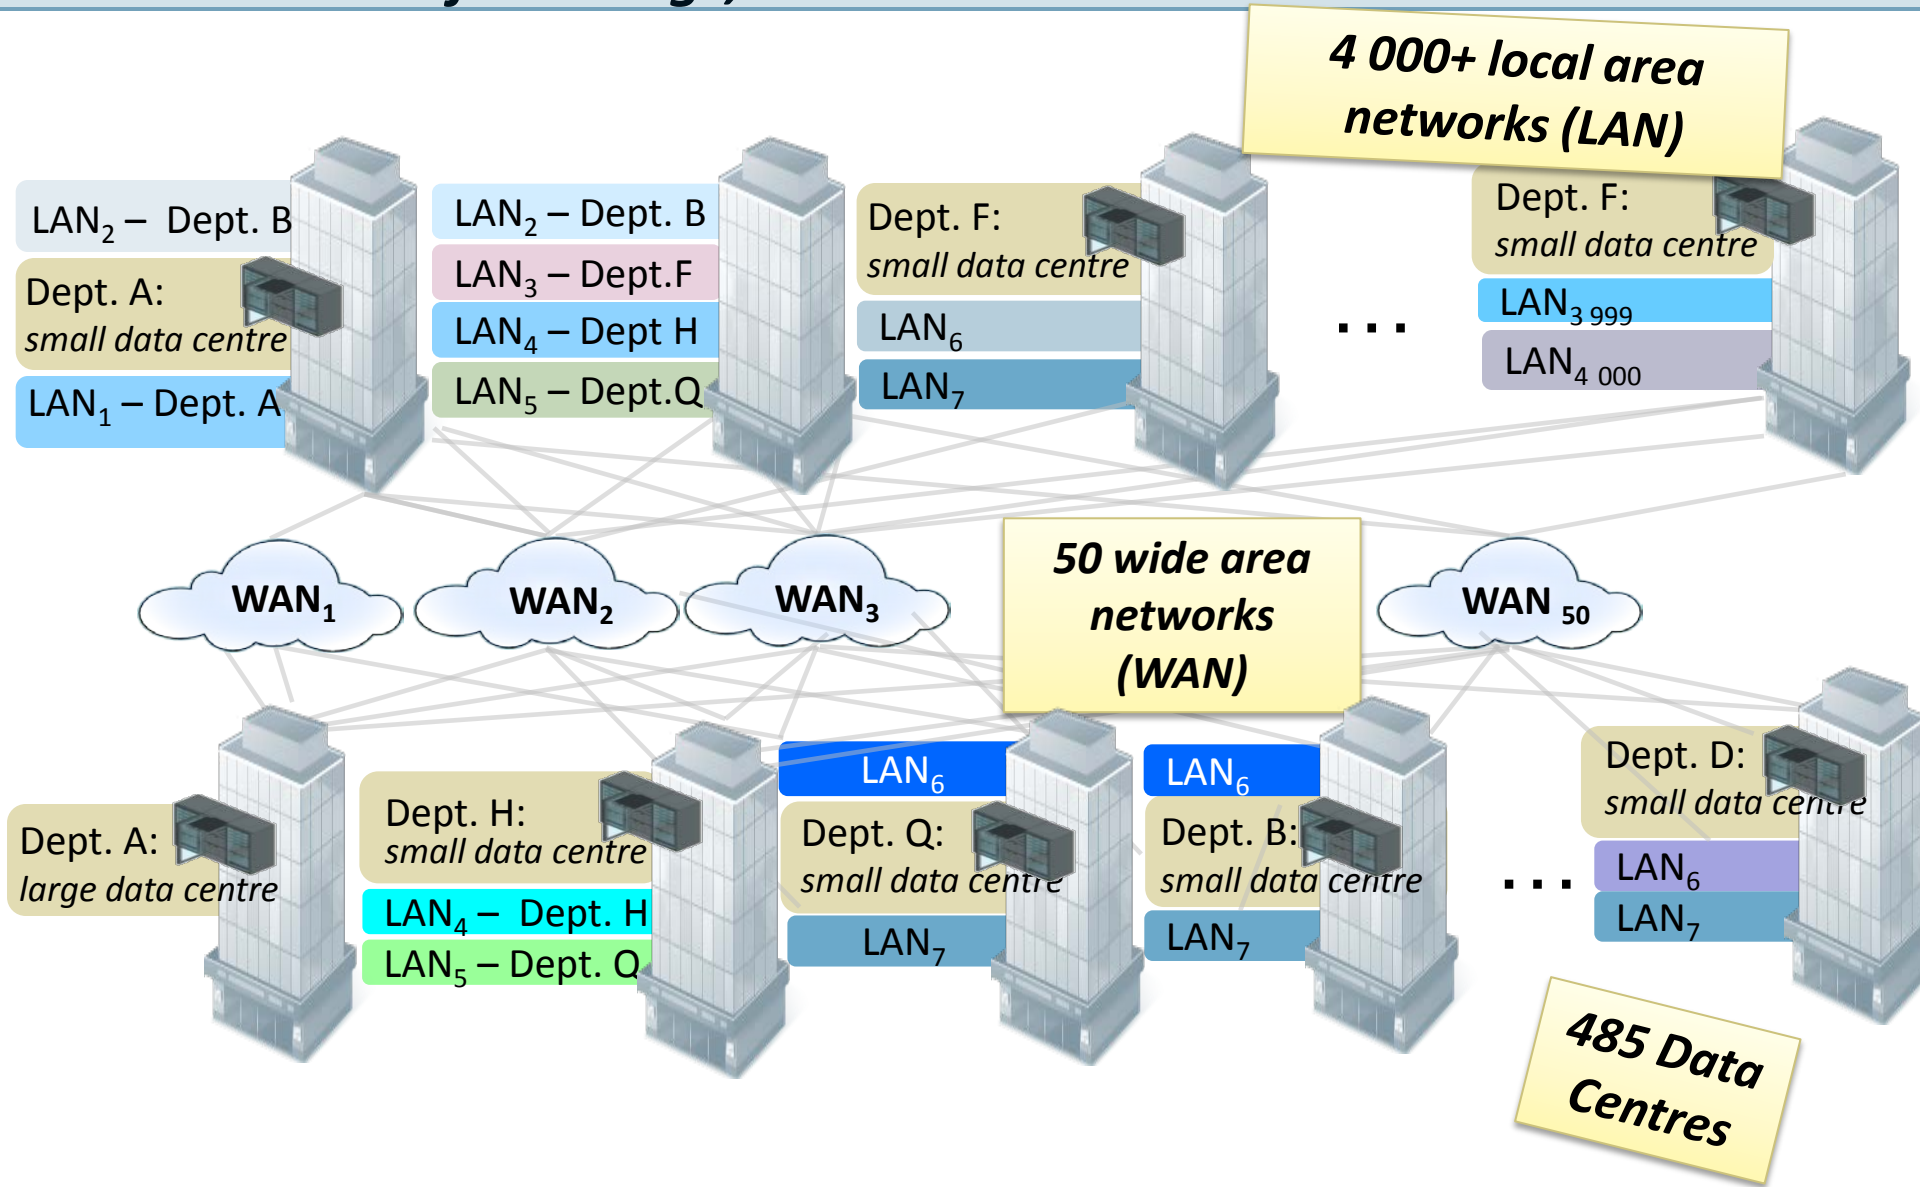 4 000+ local area
networks (LAN)
LAN2 – Dept. B
Dept. A:
small data centre
LAN1 – Dept. A
LAN2 – Dept. B
LAN3 – Dept.F
LAN4 – Dept H
LAN5 – Dept.Q
Dept. F:
small data centre
LAN6
LAN7
...
Dept. F:
small data centre
LAN3 999
LAN4 000
WAN1
WAN2
WAN3
50 wide area
networks
(WAN)
WAN 50
Dept. A:
large data centre
Dept. H:
small data centre
LAN4 – Dept. H
LAN5 – Dept. Q
LAN6
Dept. Q:
small data centre
LAN7
LAN6
Dept. B:
small data centre
LAN7
...
Dept. D:
small data centre
LAN6
LAN7
485 Data
Centres